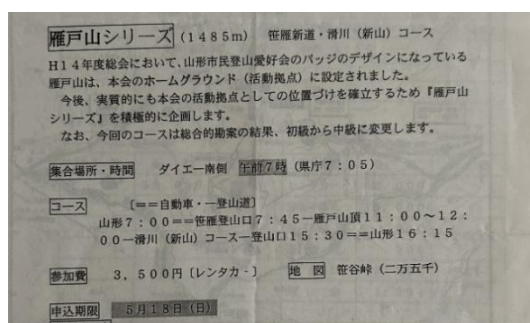 雁戸山シリーズ(1485m) 笹雁新道・滑川(新山)コース
H14年度総会において、山形市民登山愛好会のバッジのデザインになっている
雁戸山は、本会のホームグラウンド(活動拠点)に設定されました。
今後、実質的にも本会の活動拠点としての位置づけを確立するため『雁戸山
シリーズ』を積極的に企画します。
なお、今回のコースは総合的勘案の結果、初級から中級に変更します。
集合場所・時間 ダイエー南側 午前7時(県庁7:05)
コース 〔==自動車・―登山道〕
山形7:00==笹雁登山口7:45―雁戸山頂11:00~12:
00―滑川(新山)コース―登山口15:30==山形16:15
参加費 3,500円〔レンタカ-〕 地 図 笹谷峠(二万五千)
申込期限 5月18日(日)